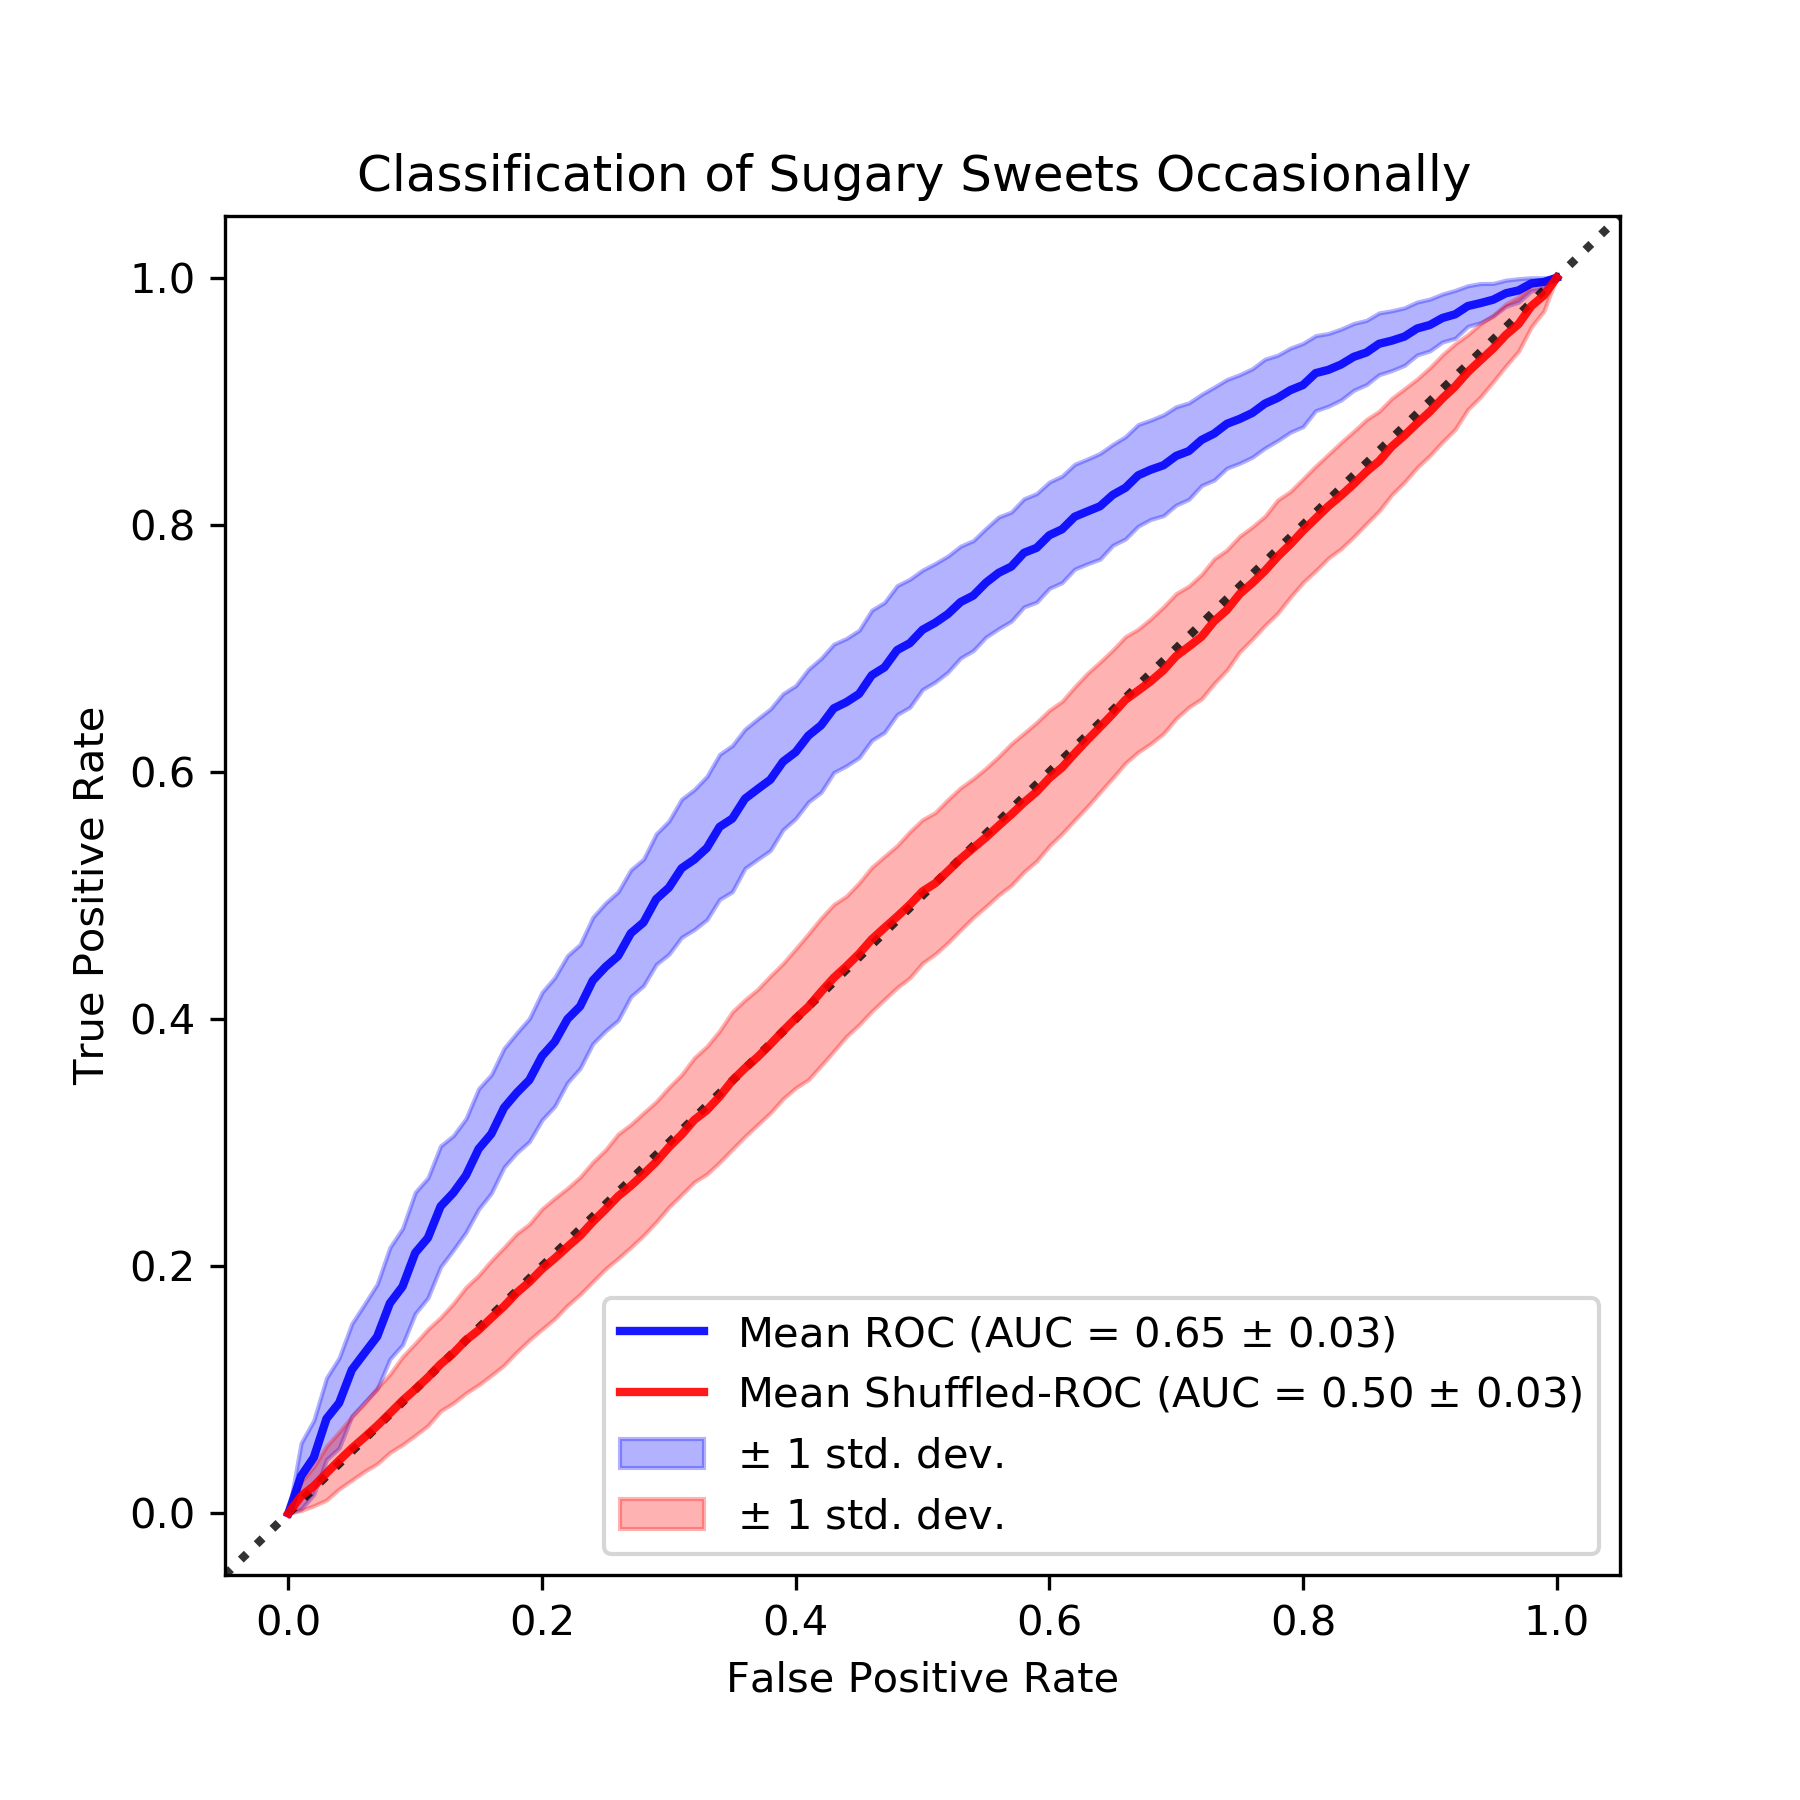 Classification of Sugary Sweets Occasionally
True Positive Rate
1.0
0.8
0.6
0.4
0.2
0.0
Mean ROC (AUC = 0.65 ± 0.03)
Mean Shuffled-ROC (AUC = 0.50 ± 0.03)
± 1 std. dev.
± 1 std. dev.
0.0 0.2 0.4 0.6 0.8 1.0
False Positive Rate